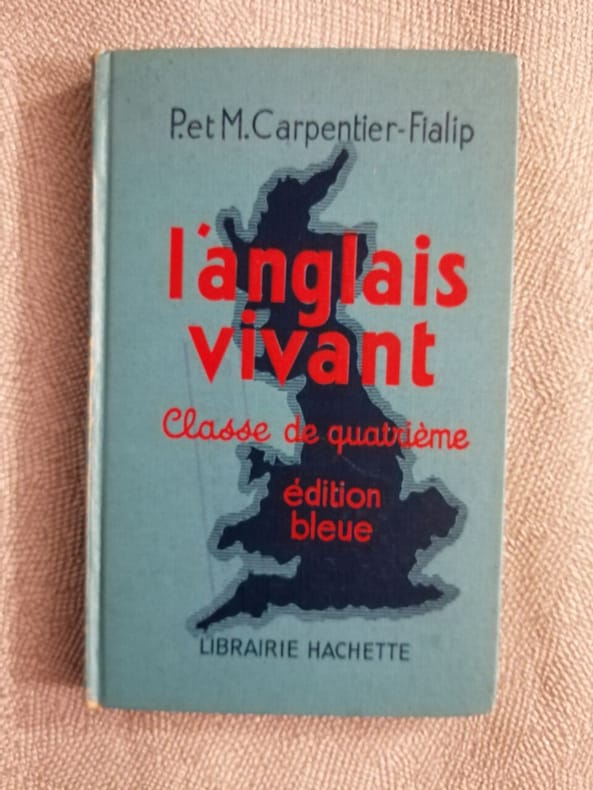 P. et M. Carpentier-Fialip
l'anglais
vivant
Classe de quatrième
édition
bleue
LIBRAIRIE HACHETTE